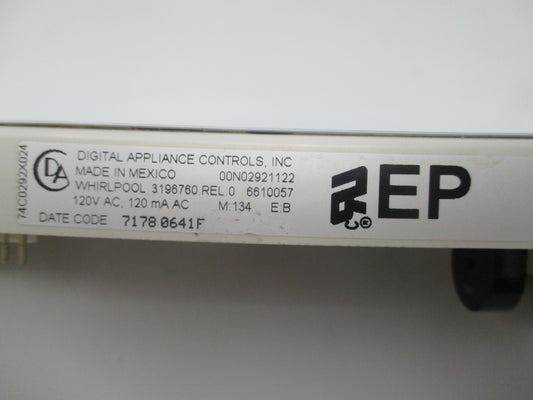 74C0292X024
DIGITAL APPLIANCE CONTROLS, INC
MADE IN MEXICO 00N02921122
WHIRLPOOL 3196760 REL.0 6610057
120V AC, 120 mA AC M:134 E:B
DATE CODE 7178 0641F
EP